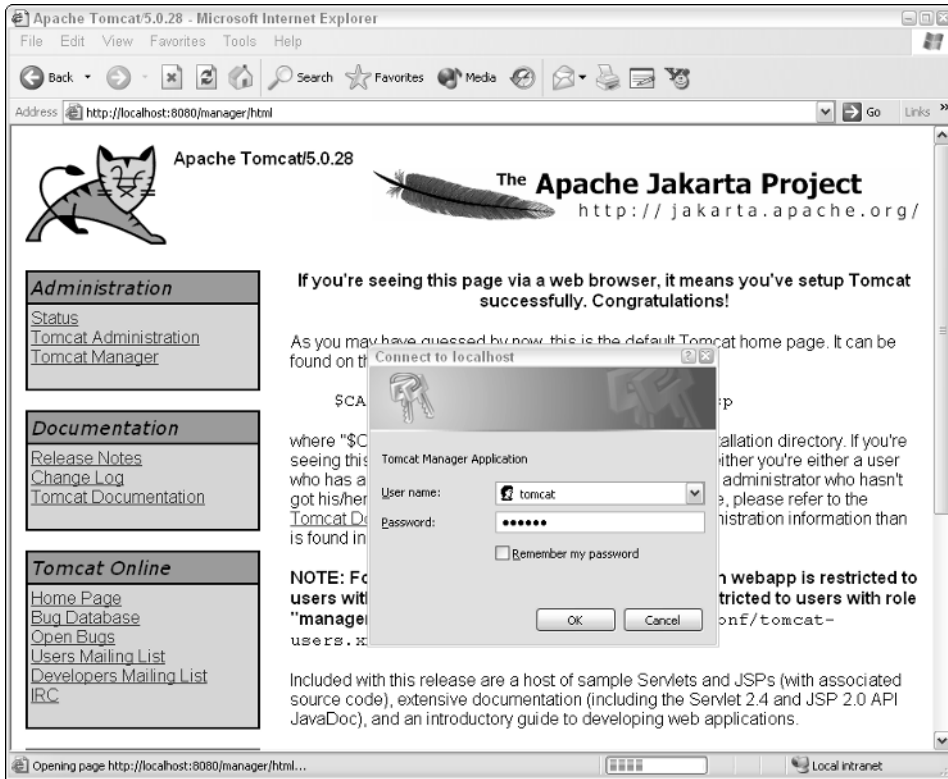 Apache Tomcat/5.0.28 - Microsoft Internet Explorer
File Edit View Favorites Tools Help
Back Search Favorites Media
Address http://localhost:8080/manager/html Go Links »
Apache Tomcat/5.0.28
The Apache Jakarta Project
http://jakarta.apache.org/
Administration
Status
Tomcat Administration
Tomcat Manager
Documentation
Release Notes
Change Log
Tomcat Documentation
Tomcat Online
Home Page
Bug Database
Open Bugs
Users Mailing List
Developers Mailing List
IRC
If you're seeing this page via a web browser, it means you've setup Tomcat
successfully. Congratulations!
As you may have guessed by now, this is the default Tomcat home page. It can be
found on th
$CA p
where "$C tallation directory. If you're
seeing this ither you're either a user
who has a administrator who hasn't
got his/her e, please refer to the
Tomcat Do nistration information than
is found in
NOTE: Fo n webapp is restricted to
users wit tricted to users with role
"manager onf/tomcat-
users.x
Included with this release are a host of sample Servlets and JSPs (with associated
source code), extensive documentation (including the Servlet 2.4 and JSP 2.0 API
JavaDoc), and an introductory guide to developing web applications.
Connect to localhost
Tomcat Manager Application
User name: tomcat
Password: ••••••
Remember my password
OK Cancel
Opening page http://localhost:8080/manager/html... Local intranet